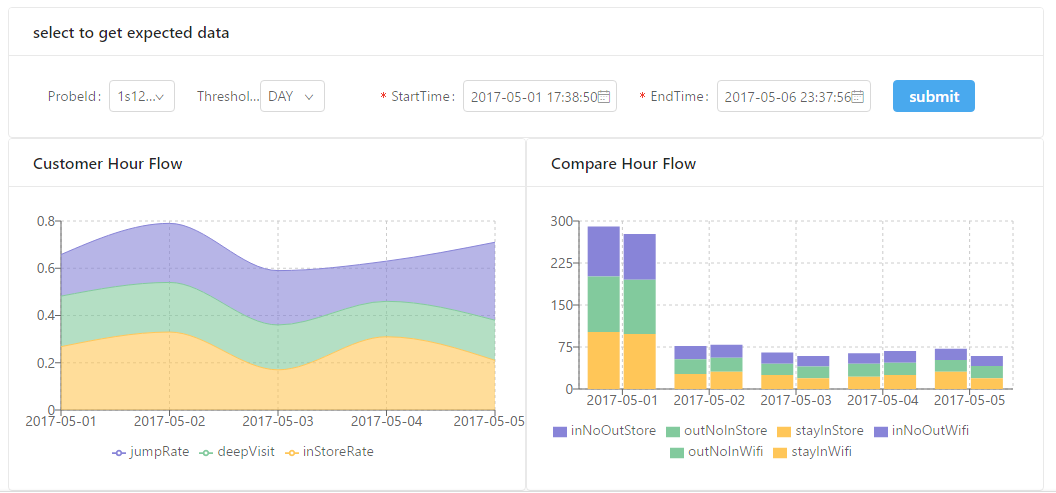 select to get expected data
ProbeId: 1s12... Threshol... DAY * StartTime: 2017-05-01 17:38:50 * EndTime: 2017-05-06 23:37:56 submit
Customer Hour Flow
0.8
0.6
0.4
0.2
0
2017-05-01 2017-05-02 2017-05-03 2017-05-04 2017-05-05
jumpRate deepVisit inStoreRate
Compare Hour Flow
300
225
150
75
0
2017-05-01 2017-05-02 2017-05-03 2017-05-04 2017-05-05
inNoOutStore outNoInStore stayInStore inNoOutWifi
outNoInWifi stayInWifi